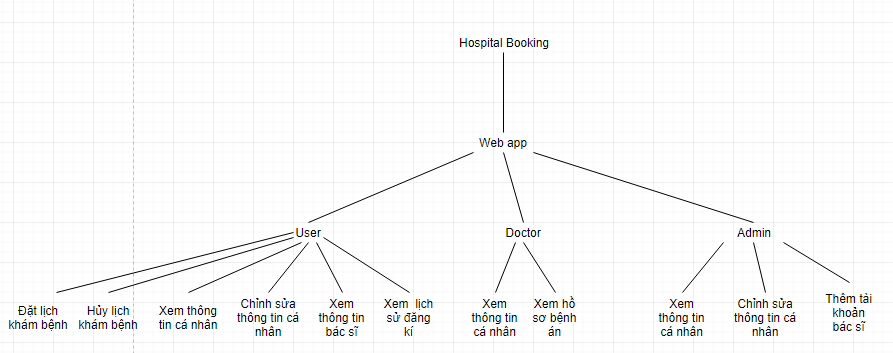 Hospital Booking
Web app
User
Doctor
Admin
Đặt lịch
khám bệnh
Hủy lịch
khám bệnh
Xem thông
tin cá nhân
Chỉnh sửa
thông tin cá
nhân
Xem
thông tin
bác sĩ
Xem lịch
sử đăng
kí
Xem
thông tin
cá nhân
Xem hồ
sơ bệnh
án
Xem
thông tin
cá nhân
Chỉnh sửa
thông tin cá
nhân
Thêm tài
khoản
bác sĩ